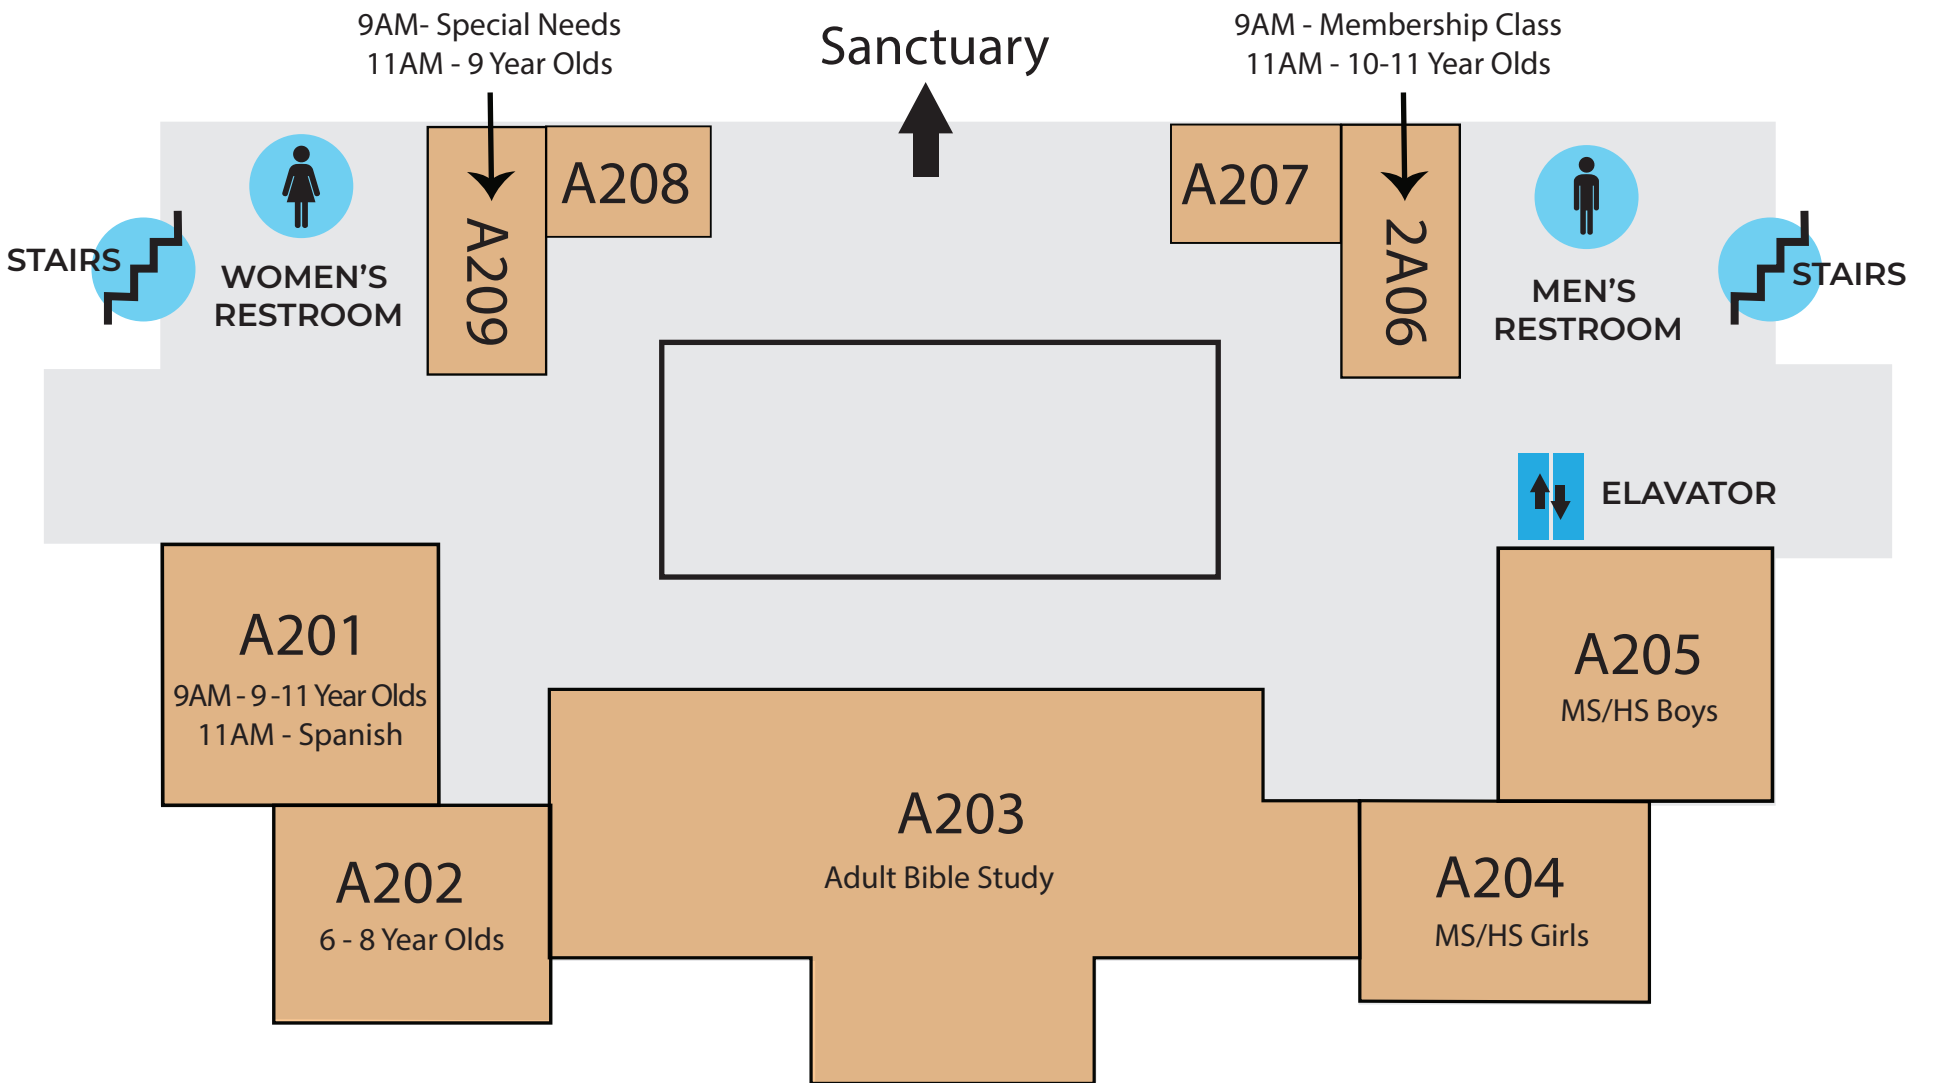 9AM- Special Needs
11AM - 9 Year Olds
Sanctuary
9AM - Membership Class
11AM - 10-11 Year Olds
A209
A208
A207
2A06
STAIRS
WOMEN'S
RESTROOM
MEN'S
RESTROOM
STAIRS
ELAVATOR
A201
9AM - 9 -11 Year Olds
11AM - Spanish
A205
MS/HS Boys
A203
Adult Bible Study
A202
6 - 8 Year Olds
A204
MS/HS Girls